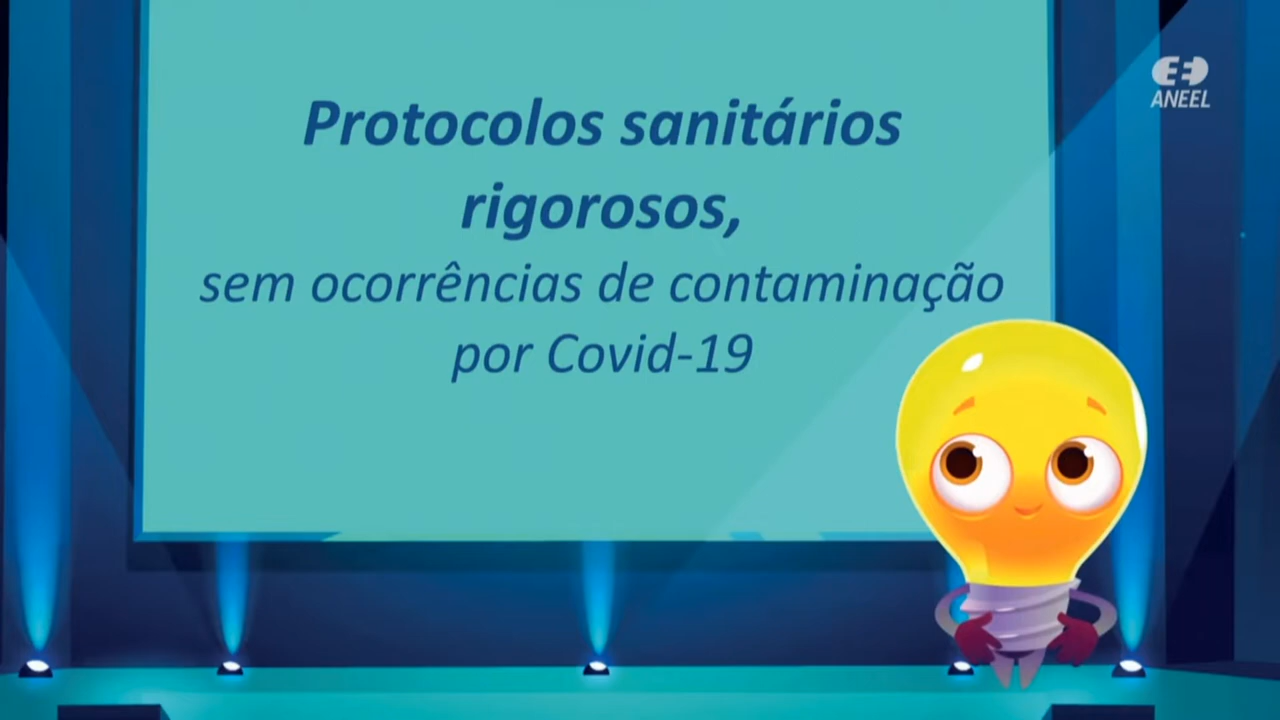 Protocolos sanitários
rigorosos,
sem ocorrências de contaminação
por Covid-19
ANEEL